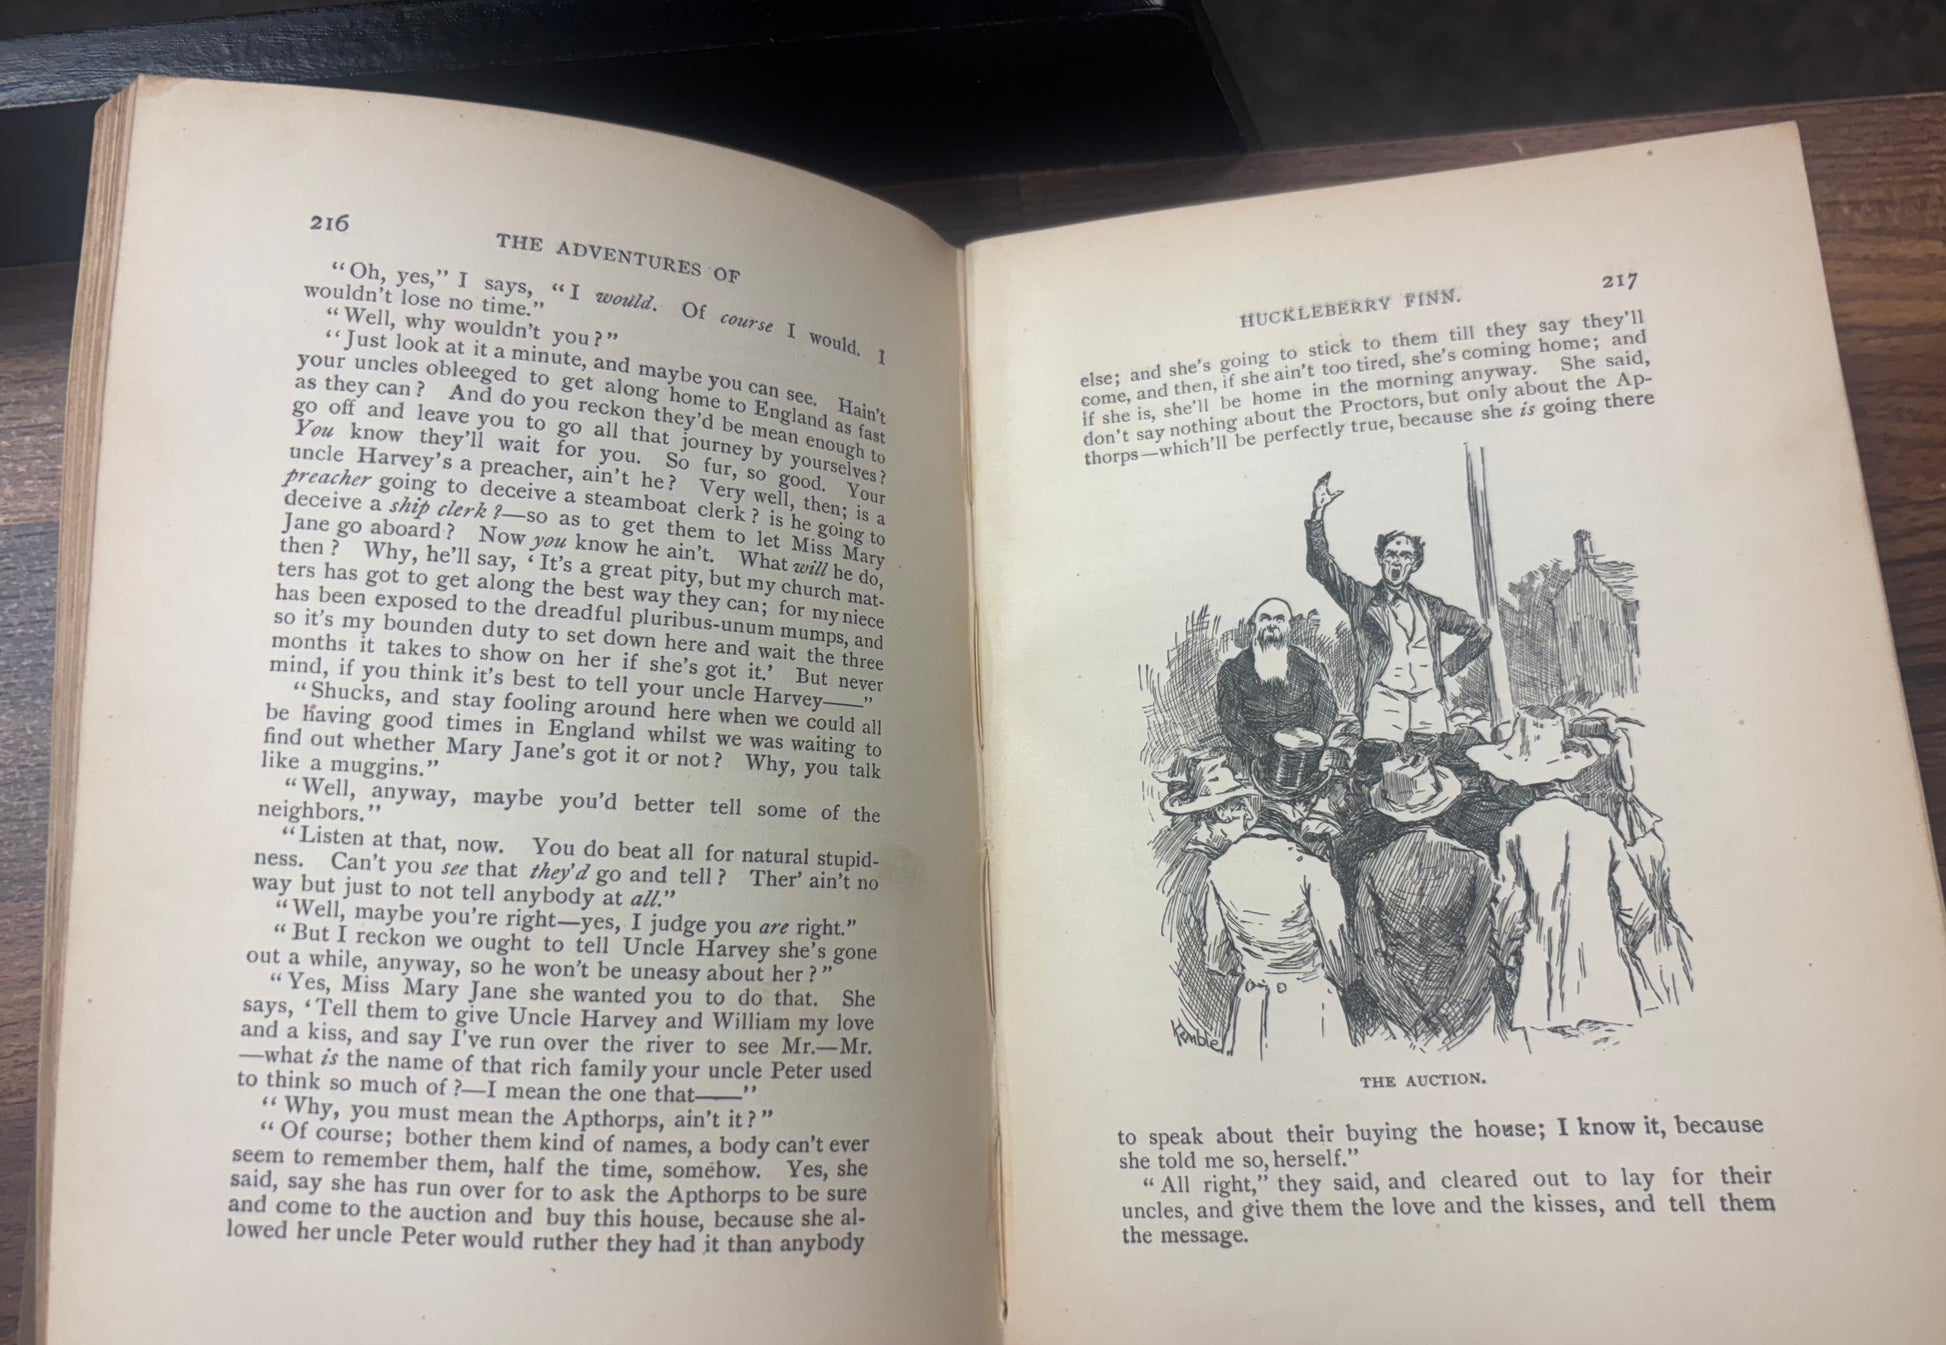 216
THE ADVENTURES OF
“Oh, yes,” I says, “I would. Of course I would. I
wouldn't lose no time.”
“Well, why wouldn't you?”
“Just look at it a minute, and maybe you can see. Hain't
your uncles obleeged to get along home to England as fast
as they can? And do you reckon they'd be mean enough to
go off and leave you to go all that journey by yourselves?
You know they'll wait for you. So fur, so good. Your
uncle Harvey's a preacher, ain't he? Very well, then; is a
preacher going to deceive a steamboat clerk? is he going to
deceive a ship clerk?—so as to get them to let Miss Mary
Jane go aboard? Now you know he ain't. What will he do,
then? Why, he'll say, ‘It's a great pity, but my church mat-
ters has got to get along the best way they can; for my niece
has been exposed to the dreadful pluribus-unum mumps, and
so it's my bounden duty to set down here and wait the three
months it takes to show on her if she's got it.’ But never
mind, if you think it's best to tell your uncle Harvey——”
“Shucks, and stay fooling around here when we could all
be having good times in England whilst we was waiting to
find out whether Mary Jane's got it or not? Why, you talk
like a muggins.”
“Well, anyway, maybe you'd better tell some of the
neighbors.”
“Listen at that, now. You do beat all for natural stupid-
ness. Can't you see that they'd go and tell? Ther' ain't no
way but just to not tell anybody at all.”
“Well, maybe you're right—yes, I judge you are right.”
“But I reckon we ought to tell Uncle Harvey she's gone
out a while, anyway, so he won't be uneasy about her?”
“Yes, Miss Mary Jane she wanted you to do that. She
says, ‘Tell them to give Uncle Harvey and William my love
and a kiss, and say I've run over the river to see Mr.—Mr.
—what is the name of that rich family your uncle Peter used
to think so much of?—I mean the one that——”
“Why, you must mean the Apthorps, ain't it?”
“Of course; bother them kind of names, a body can't ever
seem to remember them, half the time, somehow. Yes, she
said, say she has run over for to ask the Apthorps to be sure
and come to the auction and buy this house, because she al-
lowed her uncle Peter would ruther they had it than anybody
HUCKLEBERRY FINN.
217
else; and she's going to stick to them till they say they'll
come, and then, if she ain't too tired, she's coming home; and
if she is, she'll be home in the morning anyway. She said,
don't say nothing about the Proctors, but only about the Ap-
thorps—which'll be perfectly true, because she is going there
Kemble
THE AUCTION.
to speak about their buying the house; I know it, because
she told me so, herself.”
“All right,” they said, and cleared out to lay for their
uncles, and give them the love and the kisses, and tell them
the message.